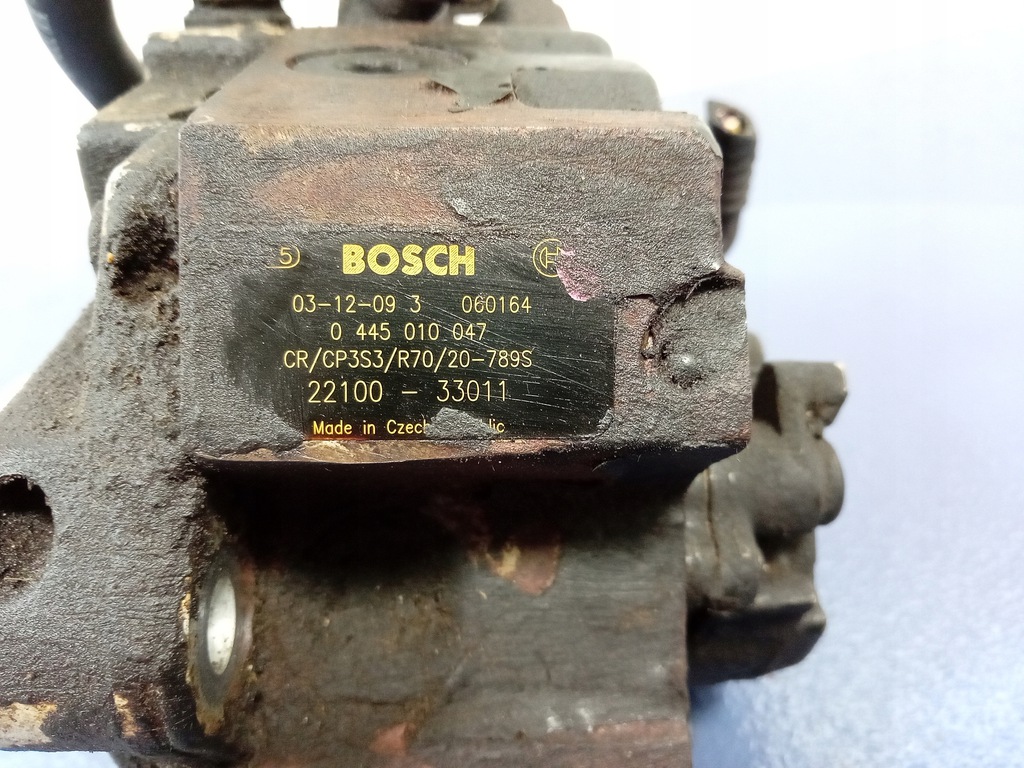 5 BOSCH
03-12-09 3 060164
0 445 010 047
CR/CP3S3/R70/20-789S
22100 - 33011
Made in Czech